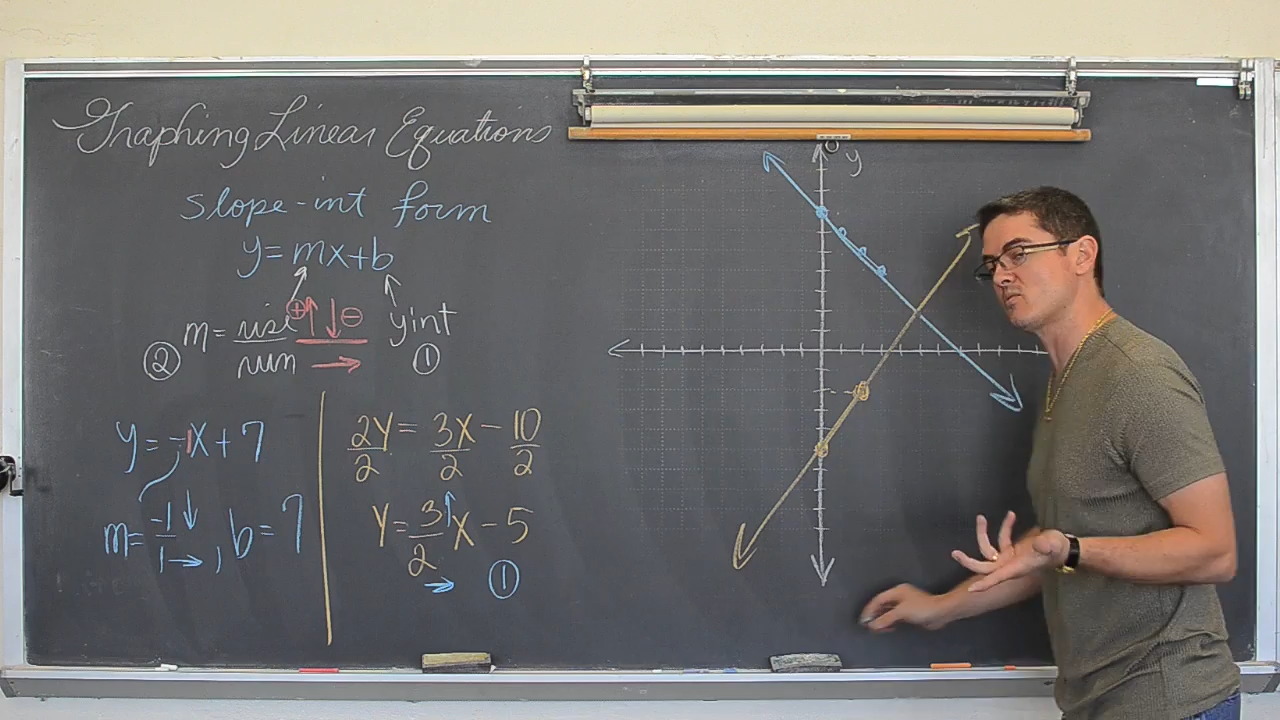 Graphing Linear Equations
slope-int form
y=mx+b
② m= rise/run ⊕↑↓⊖ → yint ①
y=-1x+7
m=-1↓/1→, b=7
2y/2=3x/2-10/2
y=3↑/2→x-5 ①
y